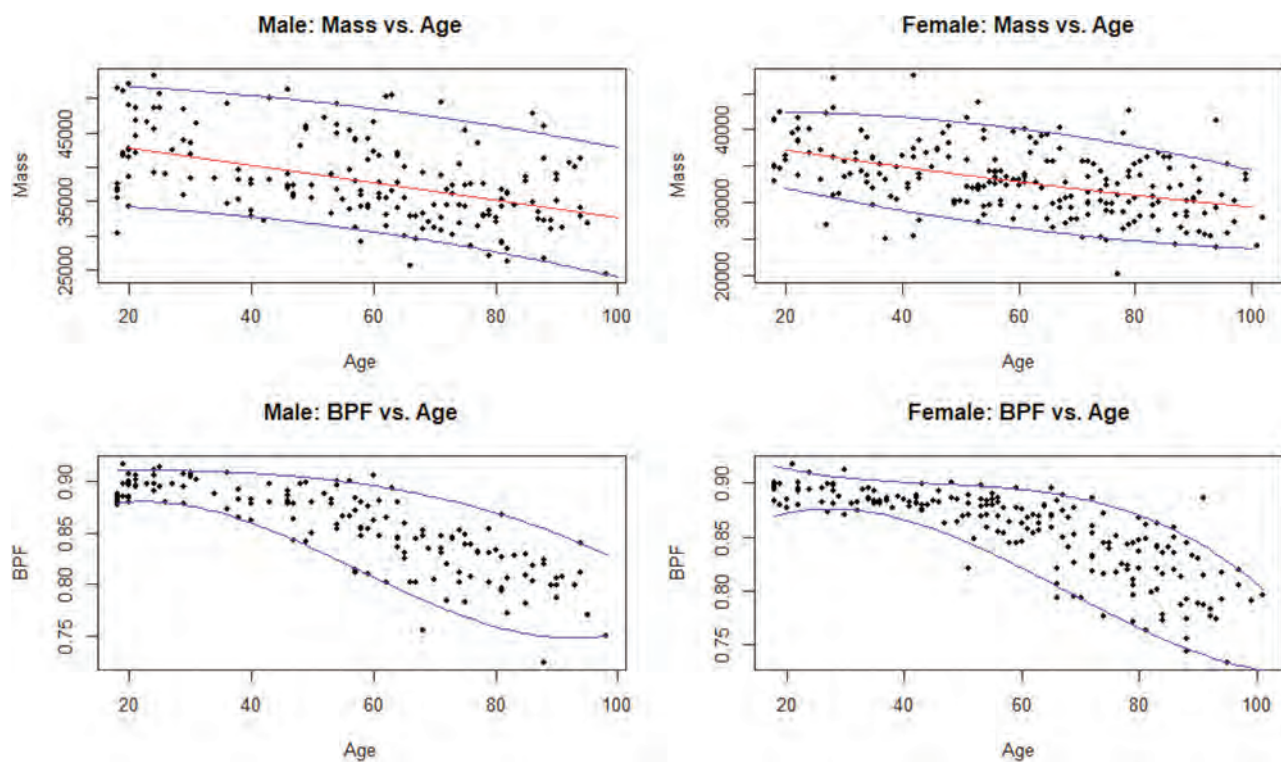 Male: Mass vs. Age
Mass
25000 35000 45000
20 40 60 80 100
Age
Female: Mass vs. Age
Mass
20000 30000 40000
20 40 60 80 100
Age
Male: BPF vs. Age
BPF
0.75 0.80 0.85 0.90
20 40 60 80 100
Age
Female: BPF vs. Age
BPF
0.75 0.80 0.85 0.90
20 40 60 80 100
Age